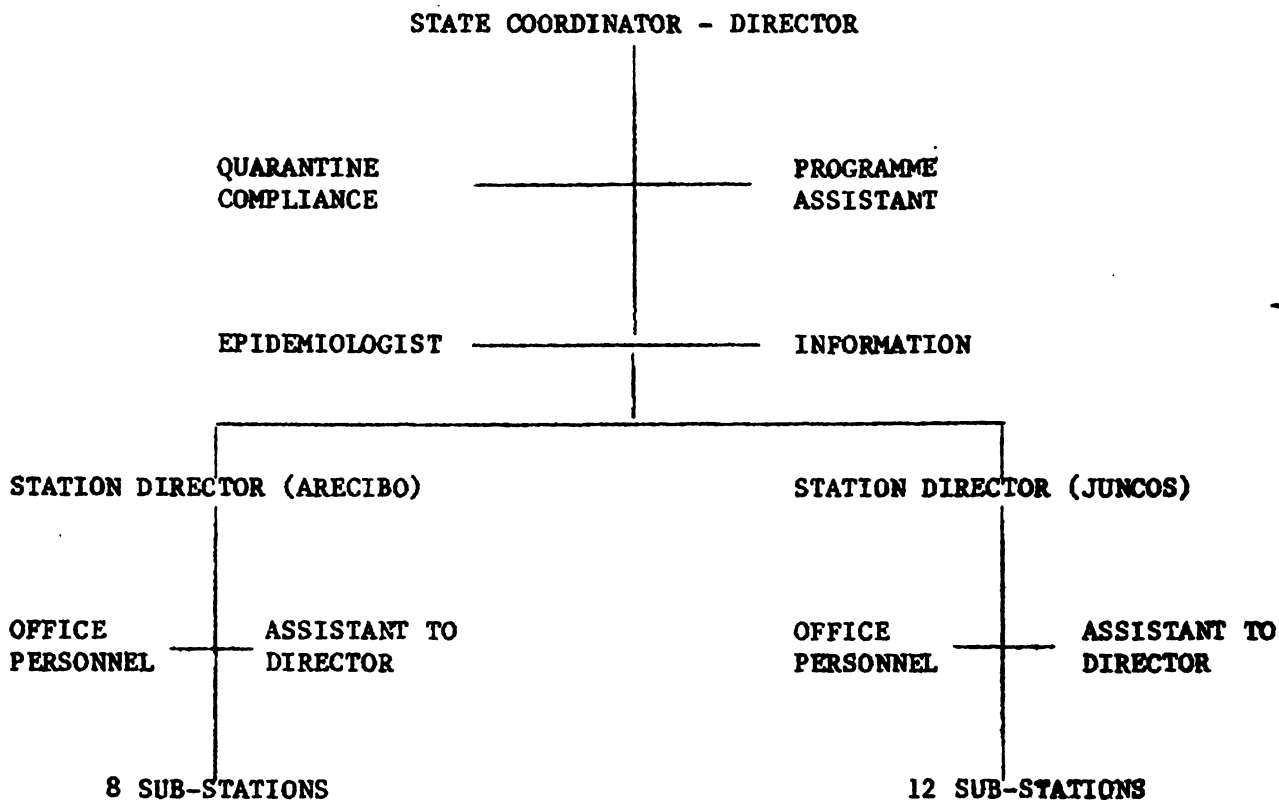 STATE COORDINATOR - DIRECTOR
QUARANTINE
COMPLIANCE
PROGRAMME
ASSISTANT
EPIDEMIOLOGIST
INFORMATION
STATION DIRECTOR (ARECIBO)
STATION DIRECTOR (JUNCOS)
OFFICE
PERSONNEL
ASSISTANT TO
DIRECTOR
OFFICE
PERSONNEL
ASSISTANT TO
DIRECTOR
8 SUB-STATIONS
12 SUB-STATIONS